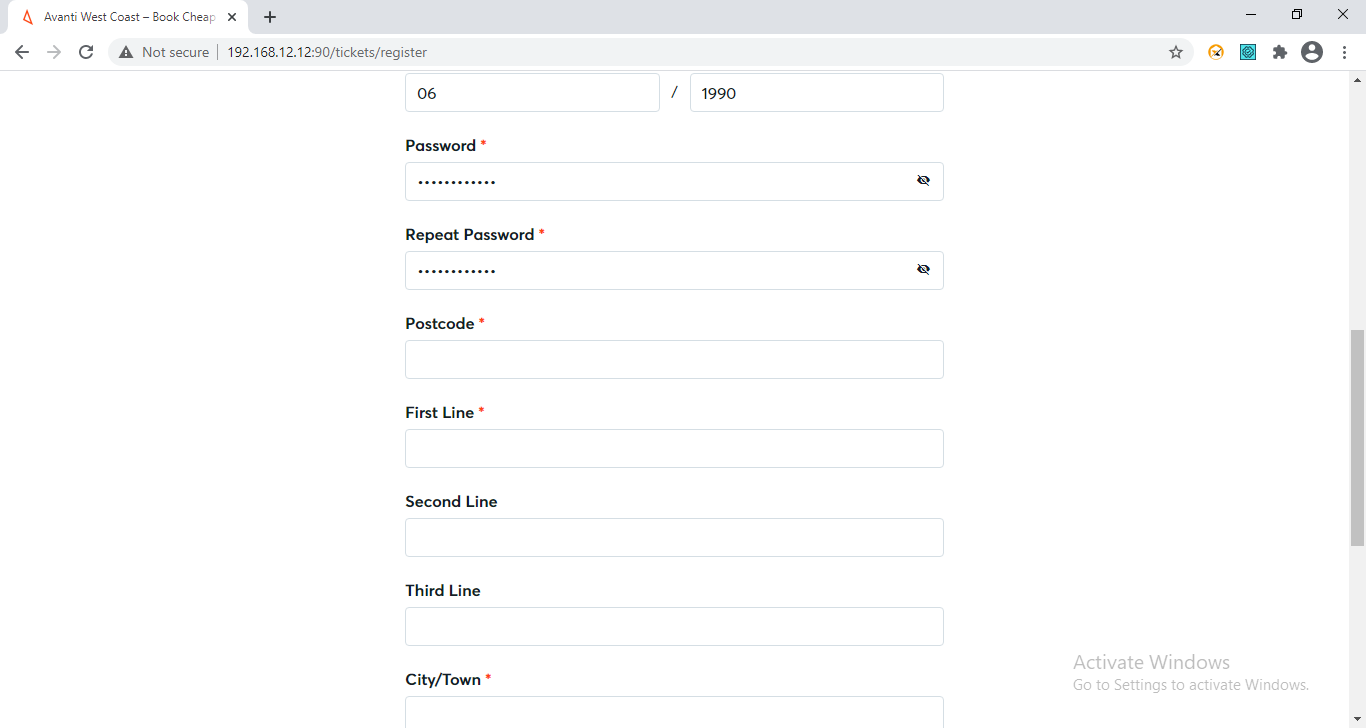 Avanti West Coast – Book Cheap
Not secure 192.168.12.12:90/tickets/register
06 / 1990
Password *
••••••••••••
Repeat Password *
••••••••••••
Postcode *
First Line *
Second Line
Third Line
City/Town *
Activate Windows
Go to Settings to activate Windows.